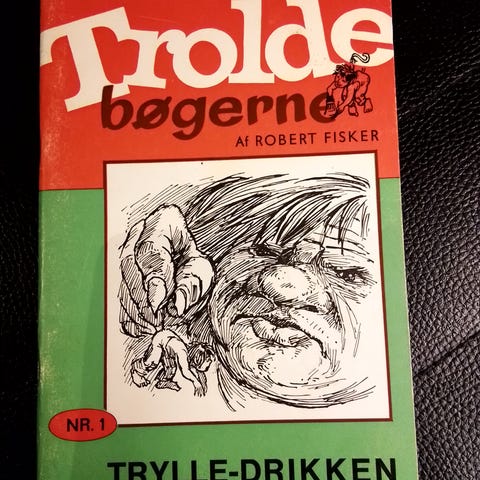 Trolde
bøgerne
Af ROBERT FISKER
NR. 1
TRYLLE-DRIKKEN